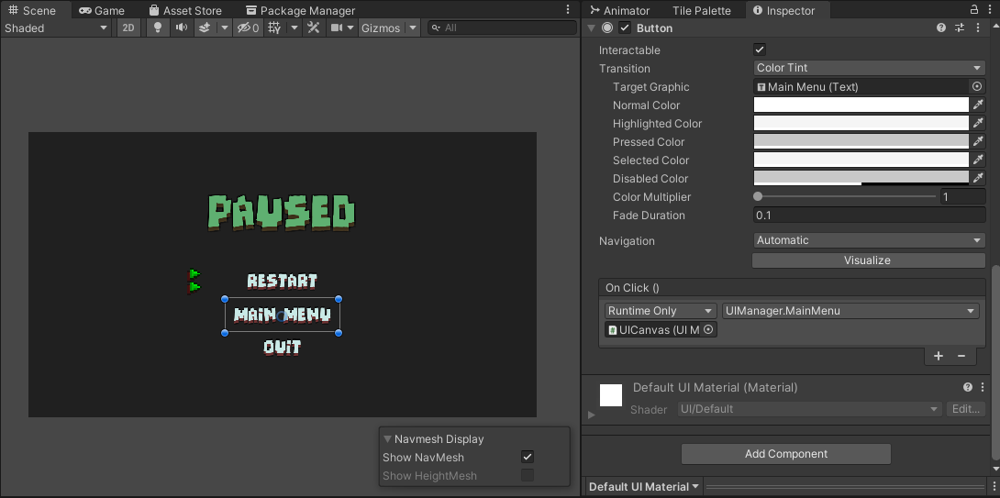 Scene Game Asset Store Package Manager
Shaded 2D 0 Gizmos All
PAUSED
RESTART
MAIN MENU
QUIT
Navmesh Display
Show NavMesh
Show HeightMesh
Animator Tile Palette Inspector
Button
Interactable
Transition Color Tint
Target Graphic Main Menu (Text)
Normal Color
Highlighted Color
Pressed Color
Selected Color
Disabled Color
Color Multiplier 1
Fade Duration 0.1
Navigation Automatic
Visualize
On Click ()
Runtime Only UIManager.MainMenu
UICanvas (UI M
Default UI Material (Material)
Shader UI/Default Edit...
Add Component
Default UI Material